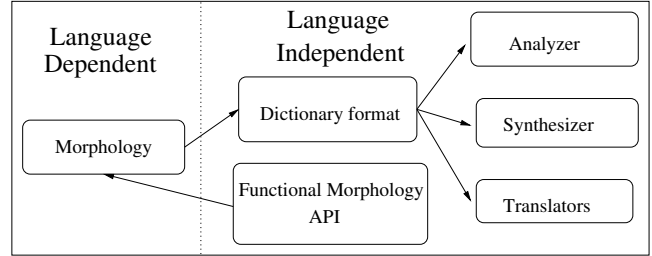 Language
Dependent
Language
Independent
Morphology
Dictionary format
Functional Morphology
API
Analyzer
Synthesizer
Translators